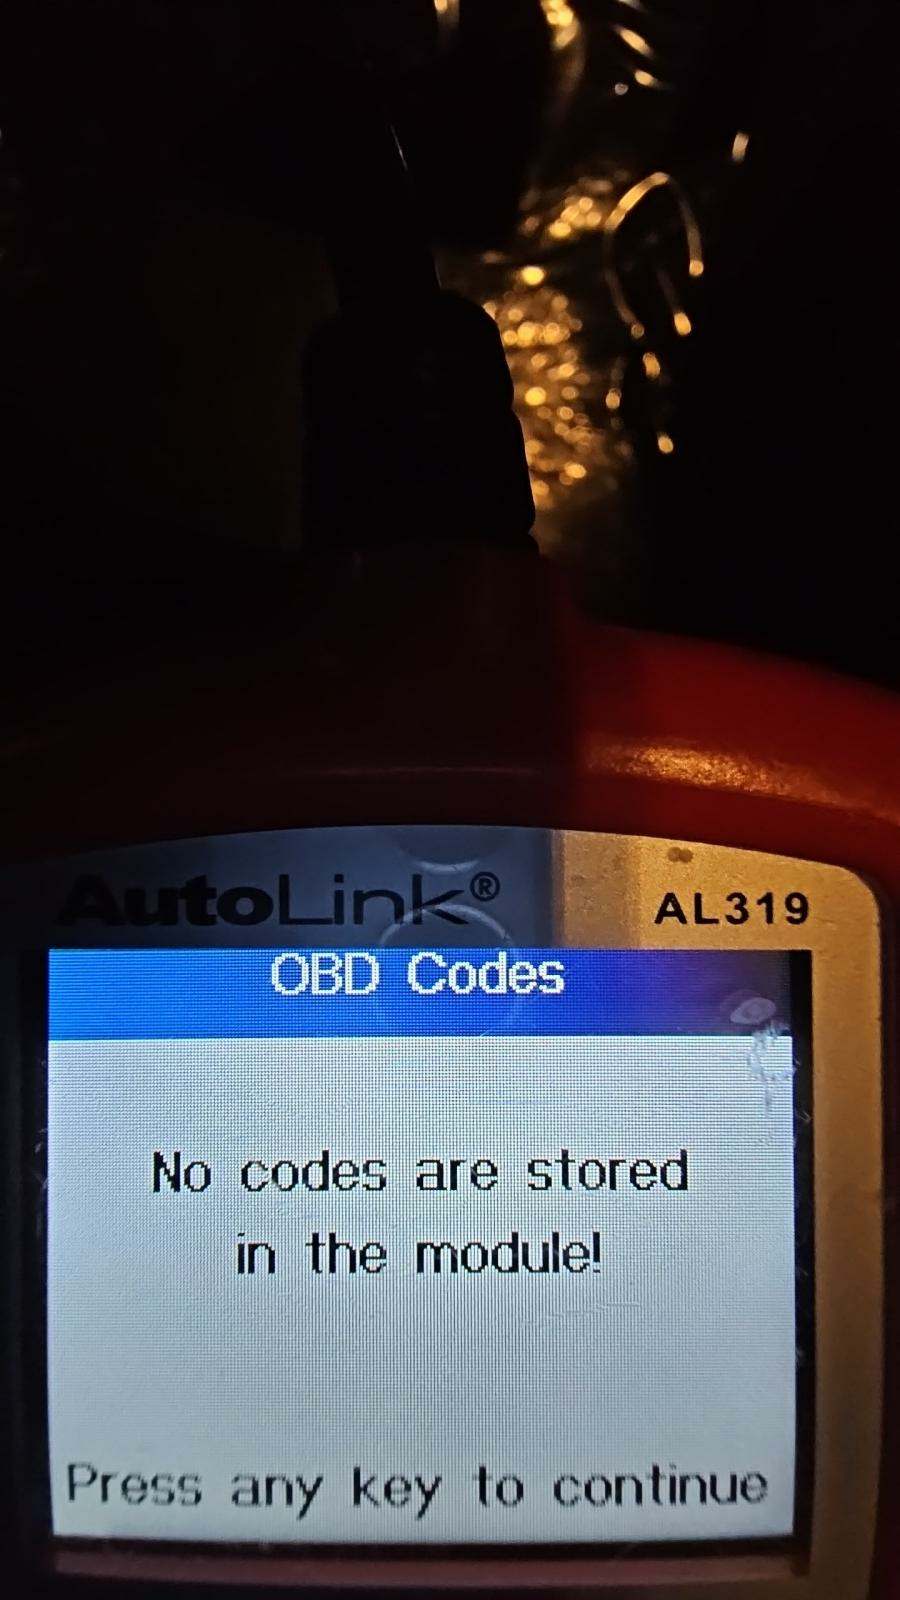 AutoLink®
AL319
OBD Codes
No codes are stored
in the module!
Press any key to continue